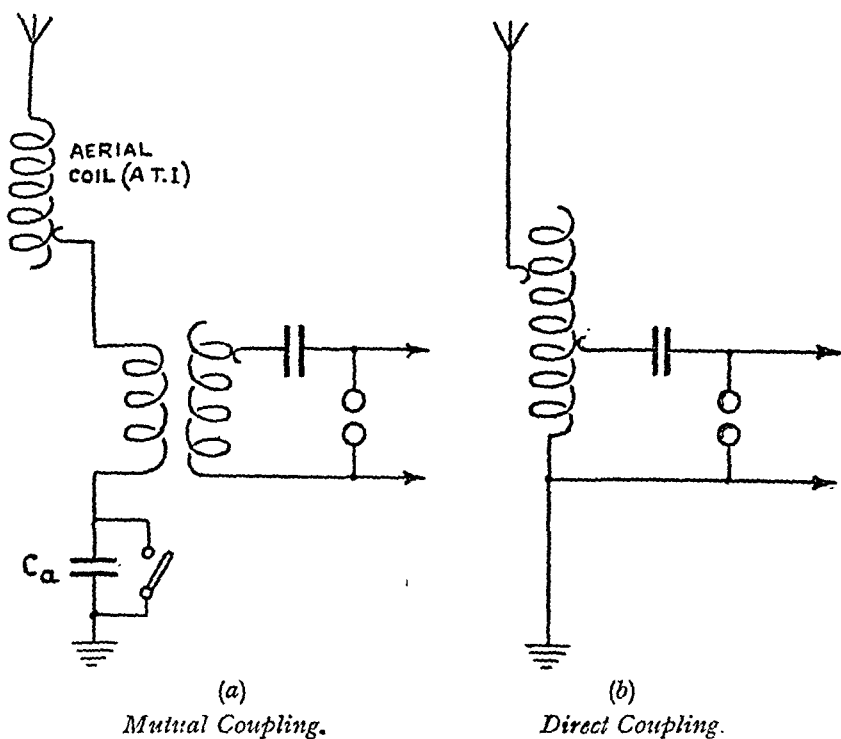 AERIAL
COIL (A T.I)
Ca
(a)
Mutual Coupling.
(b)
Direct Coupling.